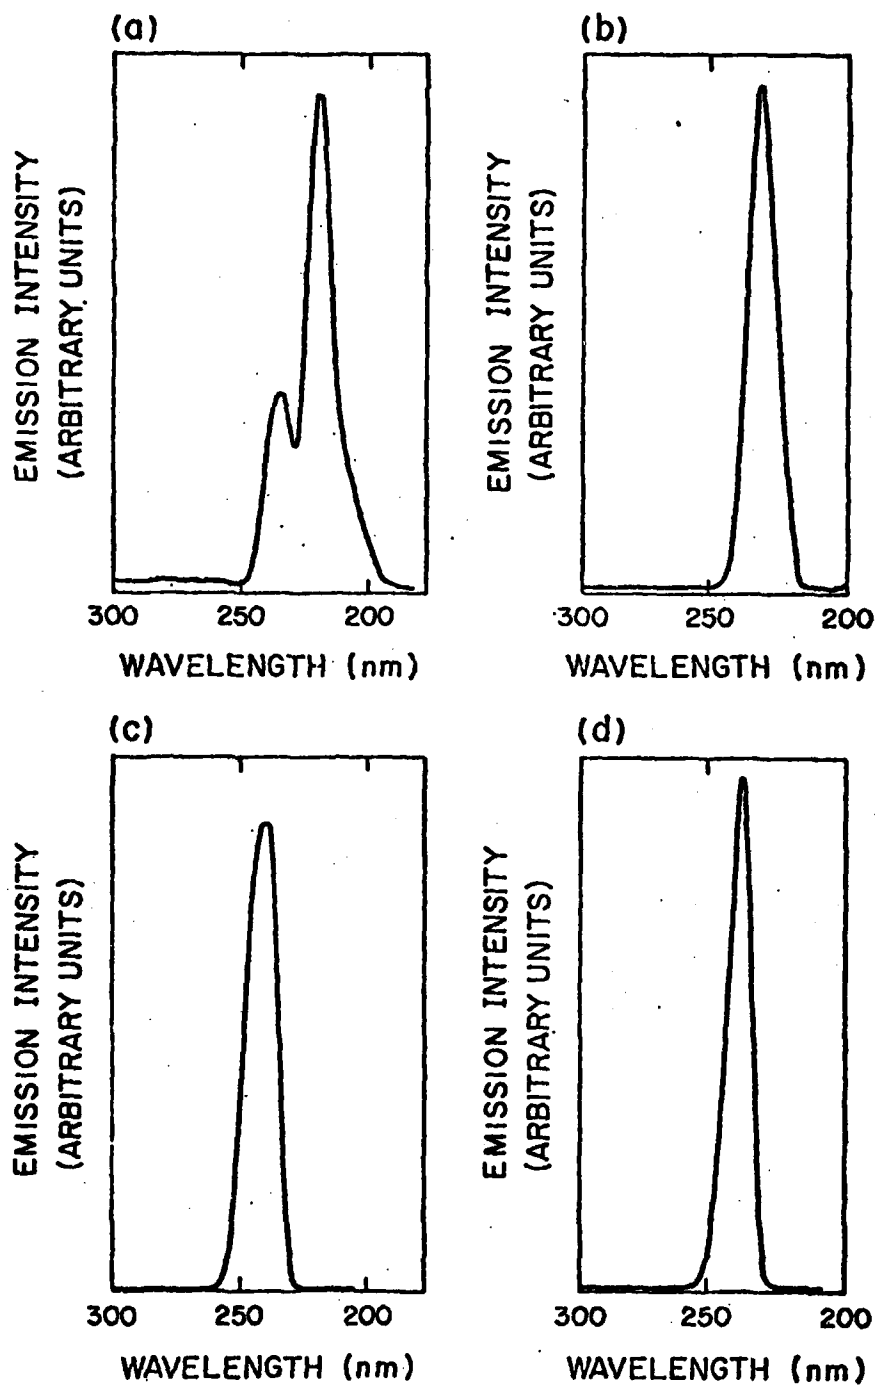 (a)
EMISSION INTENSITY
(ARBITRARY UNITS)
300 250 200
WAVELENGTH (nm)
(b)
EMISSION INTENSITY
(ARBITRARY UNITS)
300 250 200
WAVELENGTH (nm)
(c)
EMISSION INTENSITY
(ARBITRARY UNITS)
300 250 200
WAVELENGTH (nm)
(d)
EMISSION INTENSITY
(ARBITRARY UNITS)
300 250 200
WAVELENGTH (nm)